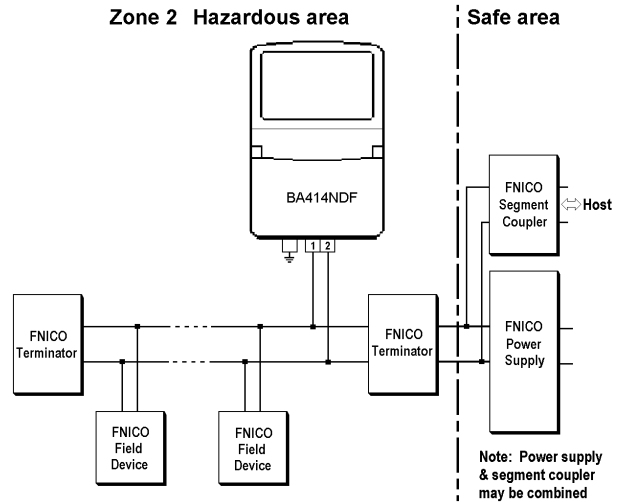 Zone 2 Hazardous area
Safe area
BA414NDF
1 2
FNICO
Segment
Coupler
Host
FNICO
Terminator
FNICO
Terminator
FNICO
Power
Supply
FNICO
Field
Device
FNICO
Field
Device
Note: Power supply
& segment coupler
may be combined